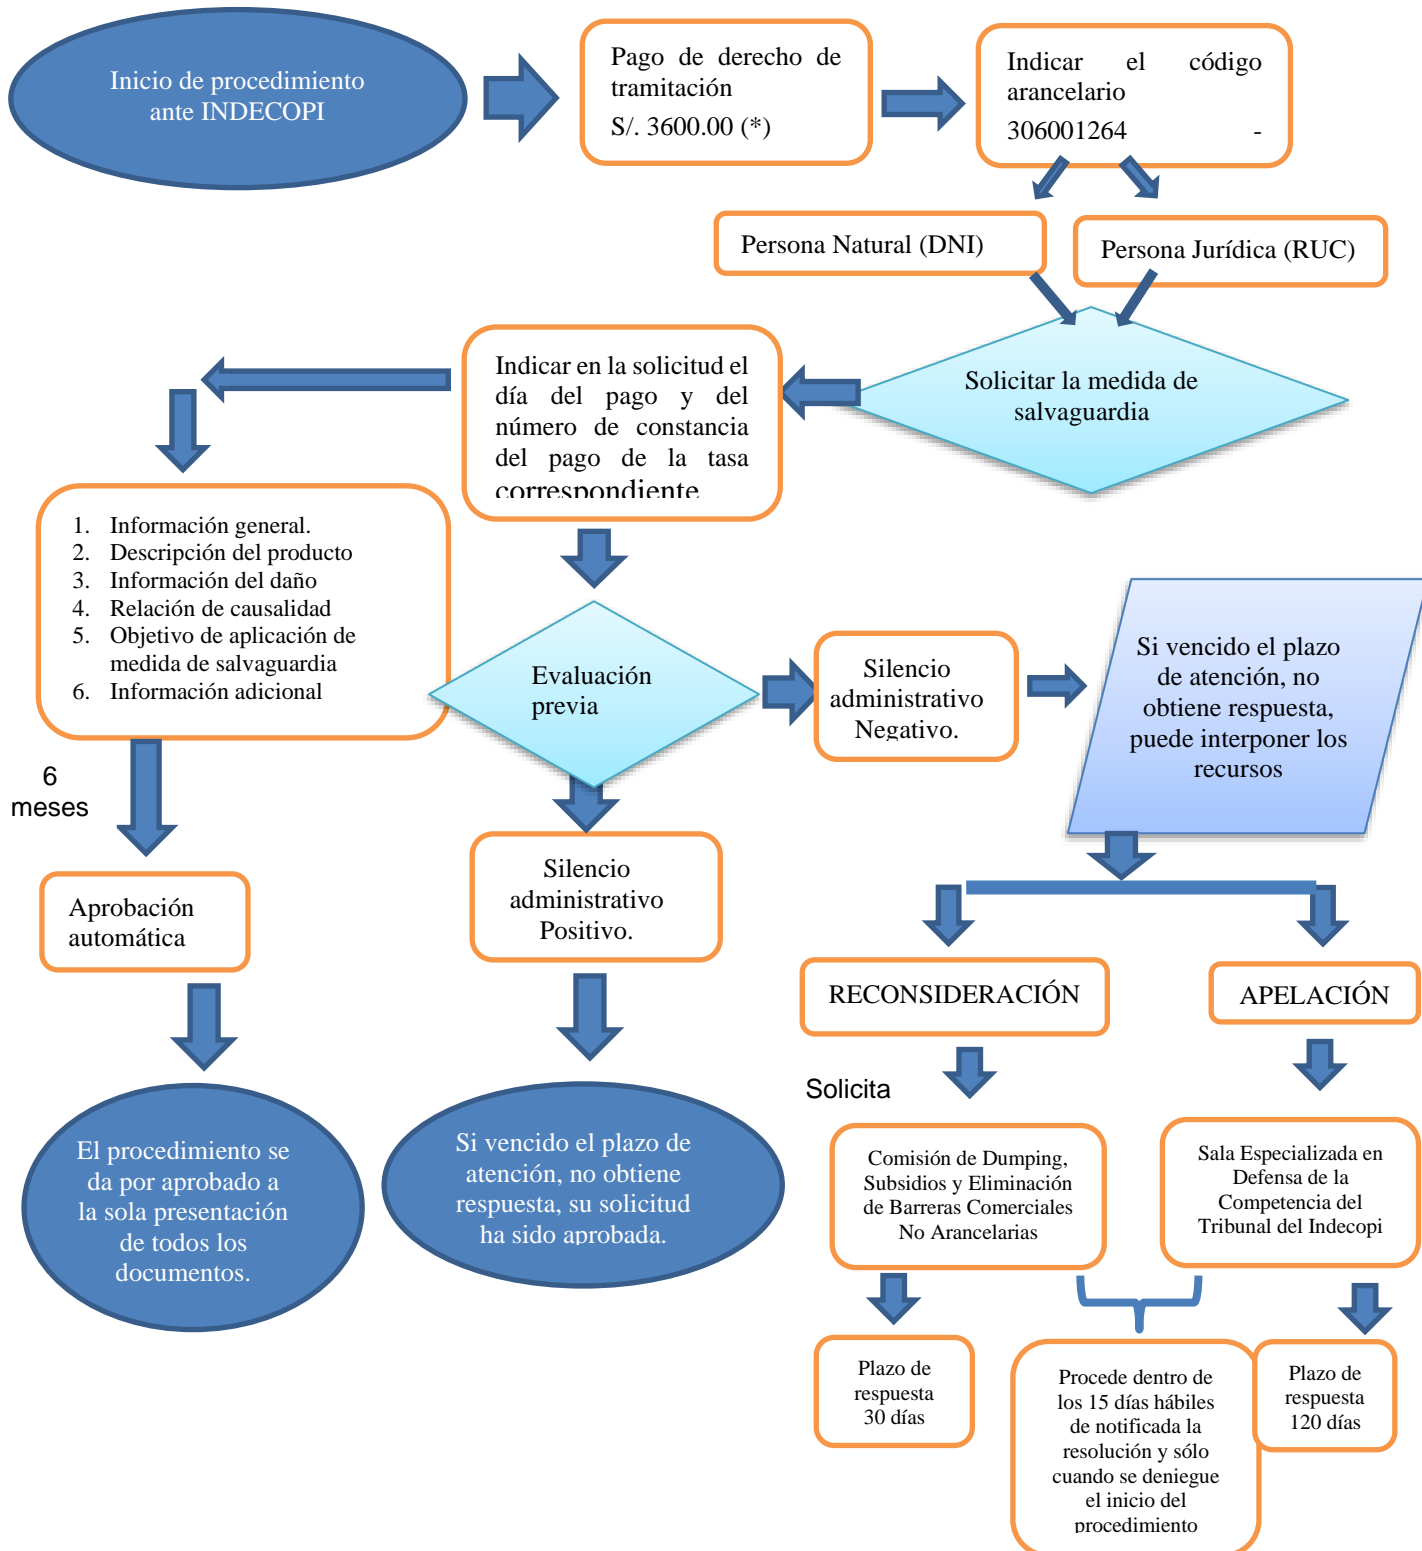 Inicio de procedimiento
ante INDECOPI
Pago de derecho de
tramitación
S/. 3600.00 (*)
Indicar el código
arancelario
306001264 -
Persona Natural (DNI)
Persona Jurídica (RUC)
Solicitar la medida de
salvaguardia
Indicar en la solicitud el
día del pago y del
número de constancia
del pago de la tasa
correspondiente
1. Información general.
2. Descripción del producto
3. Información del daño
4. Relación de causalidad
5. Objetivo de aplicación de
medida de salvaguardia
6. Información adicional
Evaluación
previa
Silencio
administrativo
Negativo.
Si vencido el plazo
de atención, no
obtiene respuesta,
puede interponer los
recursos
6
meses
Aprobación
automática
Silencio
administrativo
Positivo.
RECONSIDERACIÓN
APELACIÓN
Solicita
El procedimiento se
da por aprobado a
la sola presentación
de todos los
documentos.
Si vencido el plazo de
atención, no obtiene
respuesta, su solicitud
ha sido aprobada.
Comisión de Dumping,
Subsidios y Eliminación
de Barreras Comerciales
No Arancelarias
Sala Especializada en
Defensa de la
Competencia del
Tribunal del Indecopi
Plazo de
respuesta
30 días
Procede dentro de
los 15 días hábiles
de notificada la
resolución y sólo
cuando se deniegue
el inicio del
procedimiento
Plazo de
respuesta
120 días